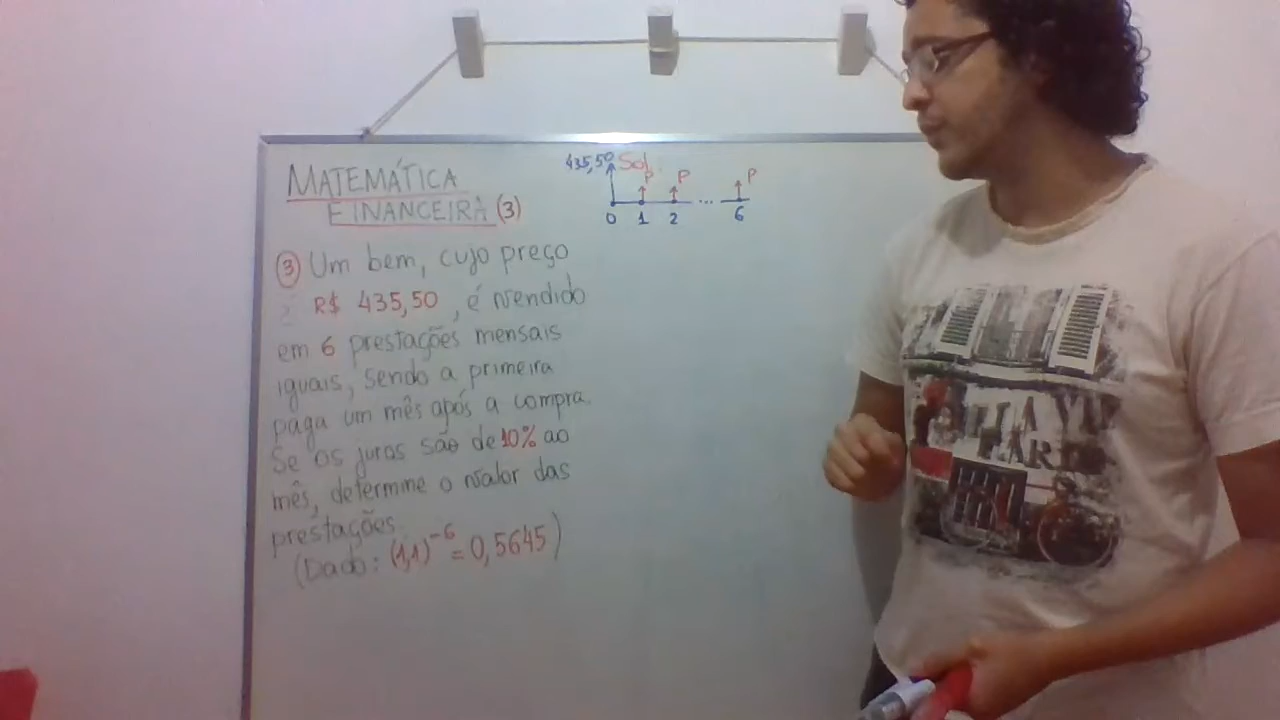 MATEMÁTICA
FINANCEIRA (3)
435,50 Sol.
P P P
0 1 2 ... 6
③ Um bem, cujo preço
é R$ 435,50, é vendido
em 6 prestações mensais
iguais, sendo a primeira
paga um mês após a compra.
Se os juros são de 10% ao
mês, determine o valor das
prestações.
(Dado: (1,1)⁻⁶ = 0,5645)